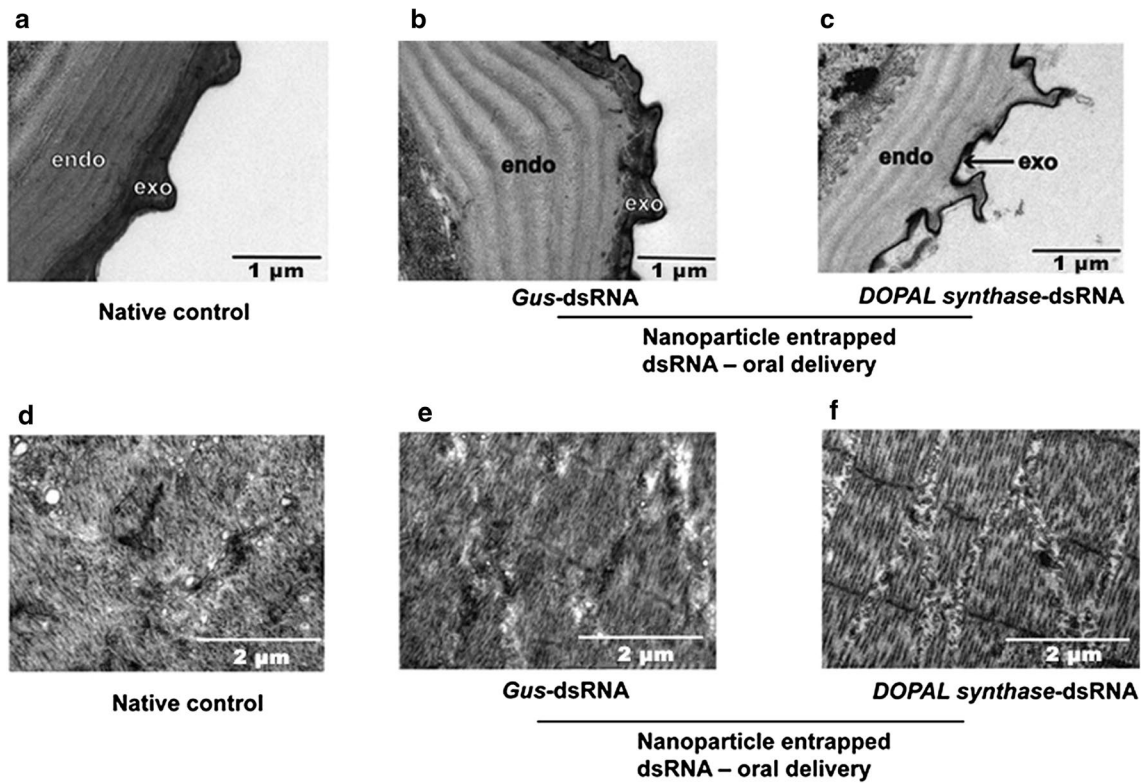 a
b
c
endo
exo
1 µm
endo
exo
1 µm
endo
exo
1 µm
Native control
Gus-dsRNA
DOPAL synthase-dsRNA
Nanoparticle entrapped
dsRNA – oral delivery
d
e
f
2 µm
2 µm
2 µm
Native control
Gus-dsRNA
DOPAL synthase-dsRNA
Nanoparticle entrapped
dsRNA – oral delivery